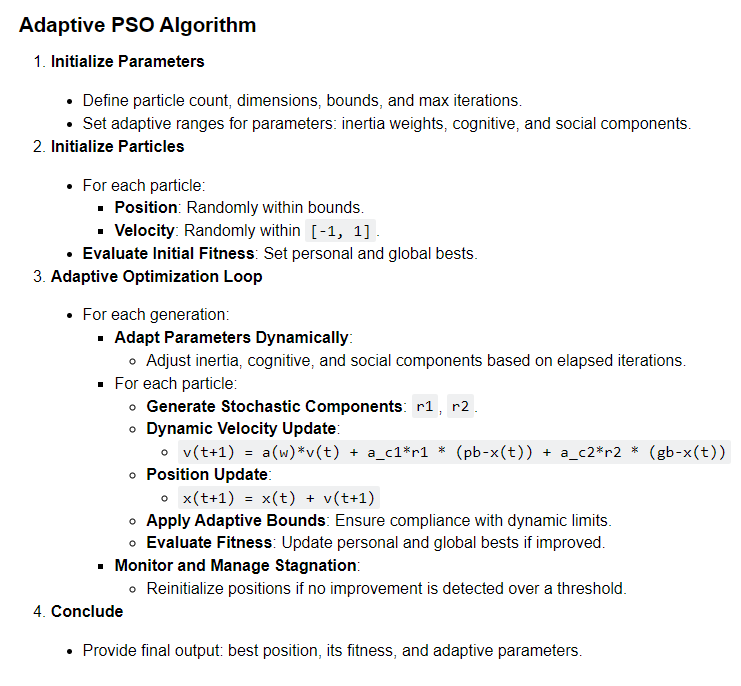 Adaptive PSO Algorithm
1. Initialize Parameters
• Define particle count, dimensions, bounds, and max iterations.
• Set adaptive ranges for parameters: inertia weights, cognitive, and social components.
2. Initialize Particles
• For each particle:
▪ Position: Randomly within bounds.
▪ Velocity: Randomly within [-1, 1].
• Evaluate Initial Fitness: Set personal and global bests.
3. Adaptive Optimization Loop
• For each generation:
▪ Adapt Parameters Dynamically:
◦ Adjust inertia, cognitive, and social components based on elapsed iterations.
▪ For each particle:
◦ Generate Stochastic Components: r1, r2.
◦ Dynamic Velocity Update:
◦ v(t+1) = a(w)*v(t) + a_c1*r1 * (pb-x(t)) + a_c2*r2 * (gb-x(t))
◦ Position Update:
◦ x(t+1) = x(t) + v(t+1)
◦ Apply Adaptive Bounds: Ensure compliance with dynamic limits.
◦ Evaluate Fitness: Update personal and global bests if improved.
▪ Monitor and Manage Stagnation:
◦ Reinitialize positions if no improvement is detected over a threshold.
4. Conclude
• Provide final output: best position, its fitness, and adaptive parameters.